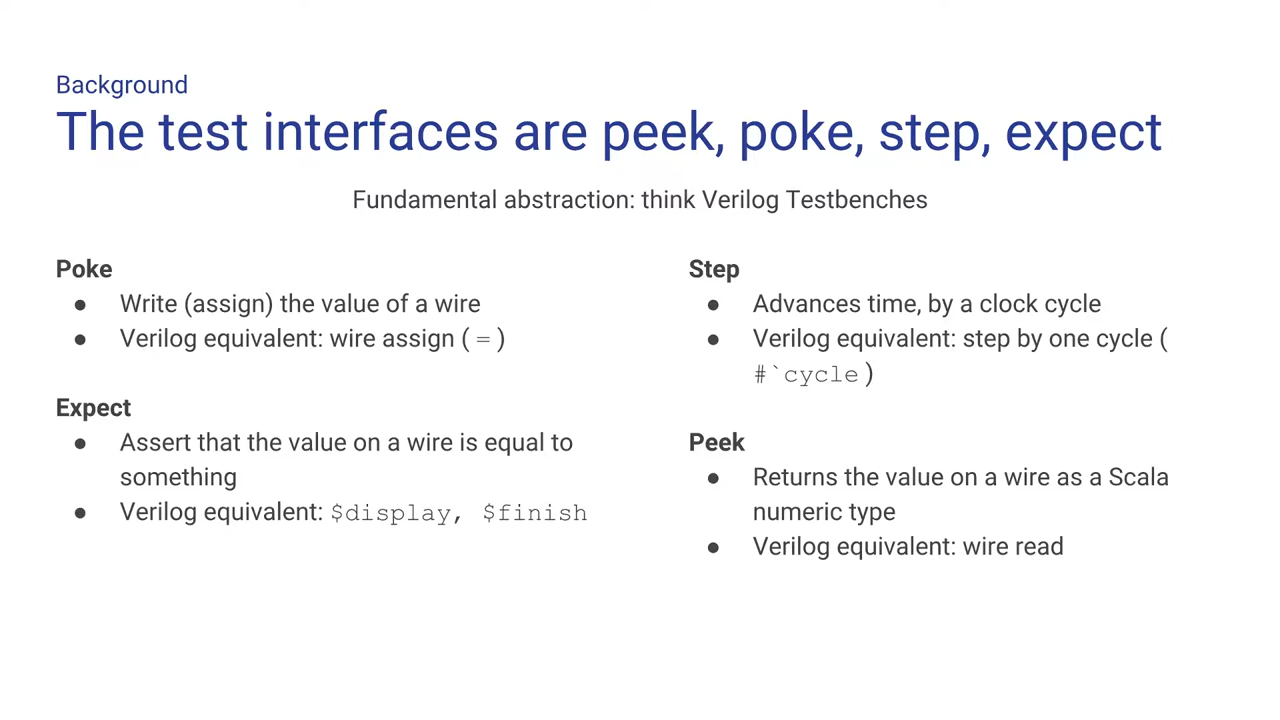 Background
The test interfaces are peek, poke, step, expect
Fundamental abstraction: think Verilog Testbenches
Poke
● Write (assign) the value of a wire
● Verilog equivalent: wire assign ( = )
Expect
● Assert that the value on a wire is equal to
something
● Verilog equivalent: $display, $finish
Step
● Advances time, by a clock cycle
● Verilog equivalent: step by one cycle (
#`cycle )
Peek
● Returns the value on a wire as a Scala
numeric type
● Verilog equivalent: wire read